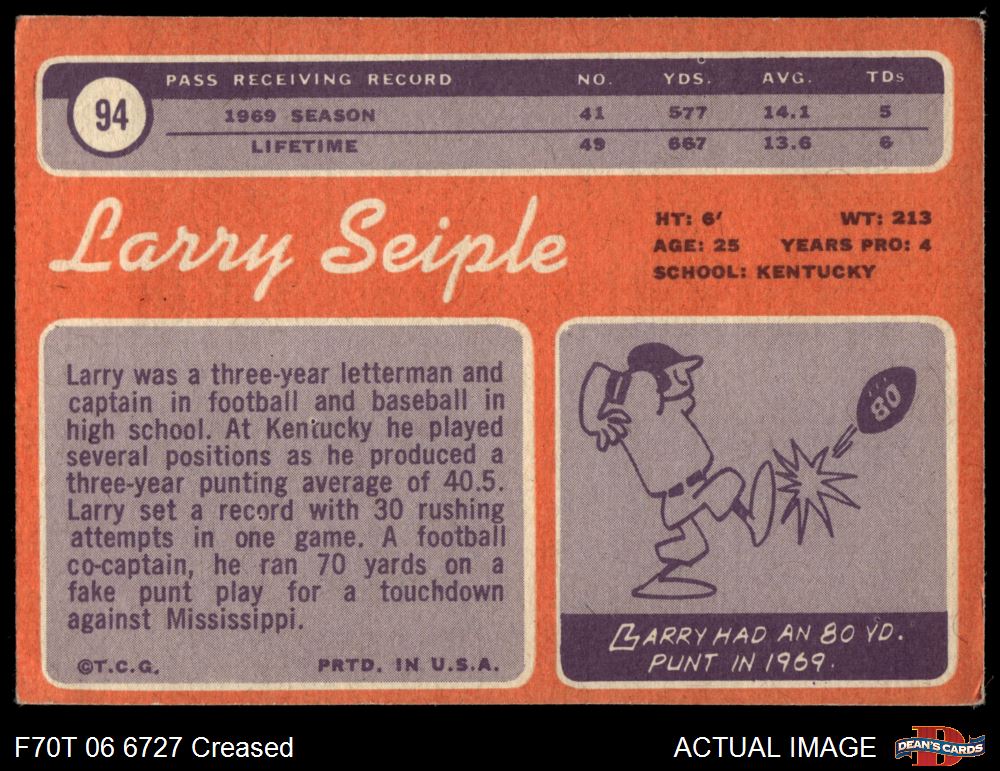 PASS RECEIVING RECORD NO. YDS. AVG. TDs
94
1969 SEASON 41 577 14.1 5
LIFETIME 49 667 13.6 6
Larry Seiple
HT: 6' WT: 213
AGE: 25 YEARS PRO: 4
SCHOOL: KENTUCKY
Larry was a three-year letterman and
captain in football and baseball in
high school. At Kentucky he played
several positions as he produced a
three-year punting average of 40.5.
Larry set a record with 30 rushing
attempts in one game. A football
co-captain, he ran 70 yards on a
fake punt play for a touchdown
against Mississippi.
©T.C.G. PRTD. IN U.S.A.
80
LARRY HAD AN 80 YD.
PUNT IN 1969.
F70T 06 6727 Creased
ACTUAL IMAGE
D
DEAN'S CARDS